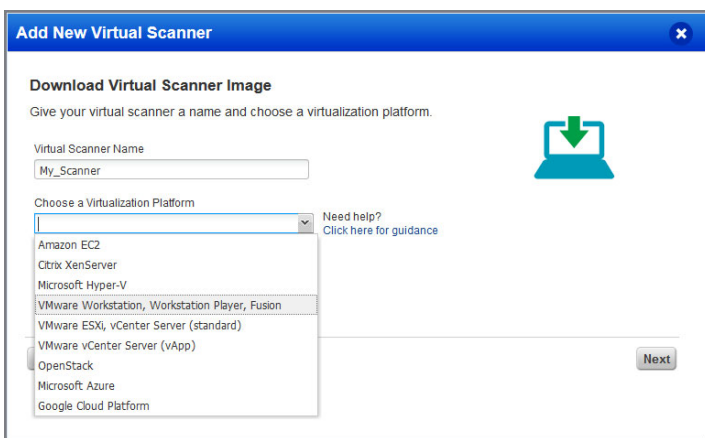 Add New Virtual Scanner
Download Virtual Scanner Image
Give your virtual scanner a name and choose a virtualization platform.
Virtual Scanner Name
My_Scanner
Choose a Virtualization Platform
Need help?
Click here for guidance
Amazon EC2
Citrix XenServer
Microsoft Hyper-V
VMware Workstation, Workstation Player, Fusion
VMware ESXi, vCenter Server (standard)
VMware vCenter Server (vApp)
OpenStack
Microsoft Azure
Google Cloud Platform
Next